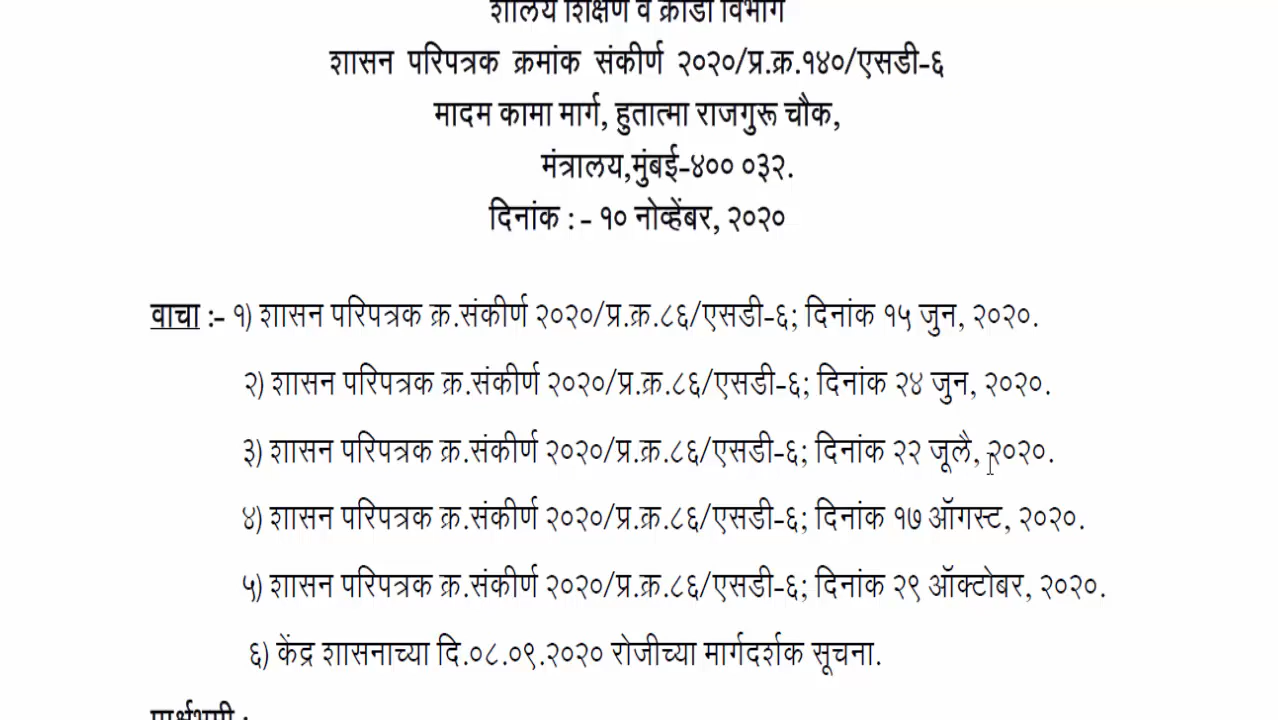 शालेय शिक्षण व क्रीडा विभाग
शासन परिपत्रक क्रमांक संकीर्ण २०२०/प्र.क्र.१४०/एसडी-६
मादम कामा मार्ग, हुतात्मा राजगुरू चौक,
मंत्रालय,मुंबई-४०० ०३२.
दिनांक : - १० नोव्हेंबर, २०२०
वाचा :- १) शासन परिपत्रक क्र.संकीर्ण २०२०/प्र.क्र.८६/एसडी-६; दिनांक १५ जुन, २०२०.
२) शासन परिपत्रक क्र.संकीर्ण २०२०/प्र.क्र.८६/एसडी-६; दिनांक २४ जुन, २०२०.
३) शासन परिपत्रक क्र.संकीर्ण २०२०/प्र.क्र.८६/एसडी-६; दिनांक २२ जूलै, २०२०.
४) शासन परिपत्रक क्र.संकीर्ण २०२०/प्र.क्र.८६/एसडी-६; दिनांक १७ ऑगस्ट, २०२०.
५) शासन परिपत्रक क्र.संकीर्ण २०२०/प्र.क्र.८६/एसडी-६; दिनांक २९ ऑक्टोबर, २०२०.
६) केंद्र शासनाच्या दि.०८.०९.२०२० रोजीच्या मार्गदर्शक सूचना.